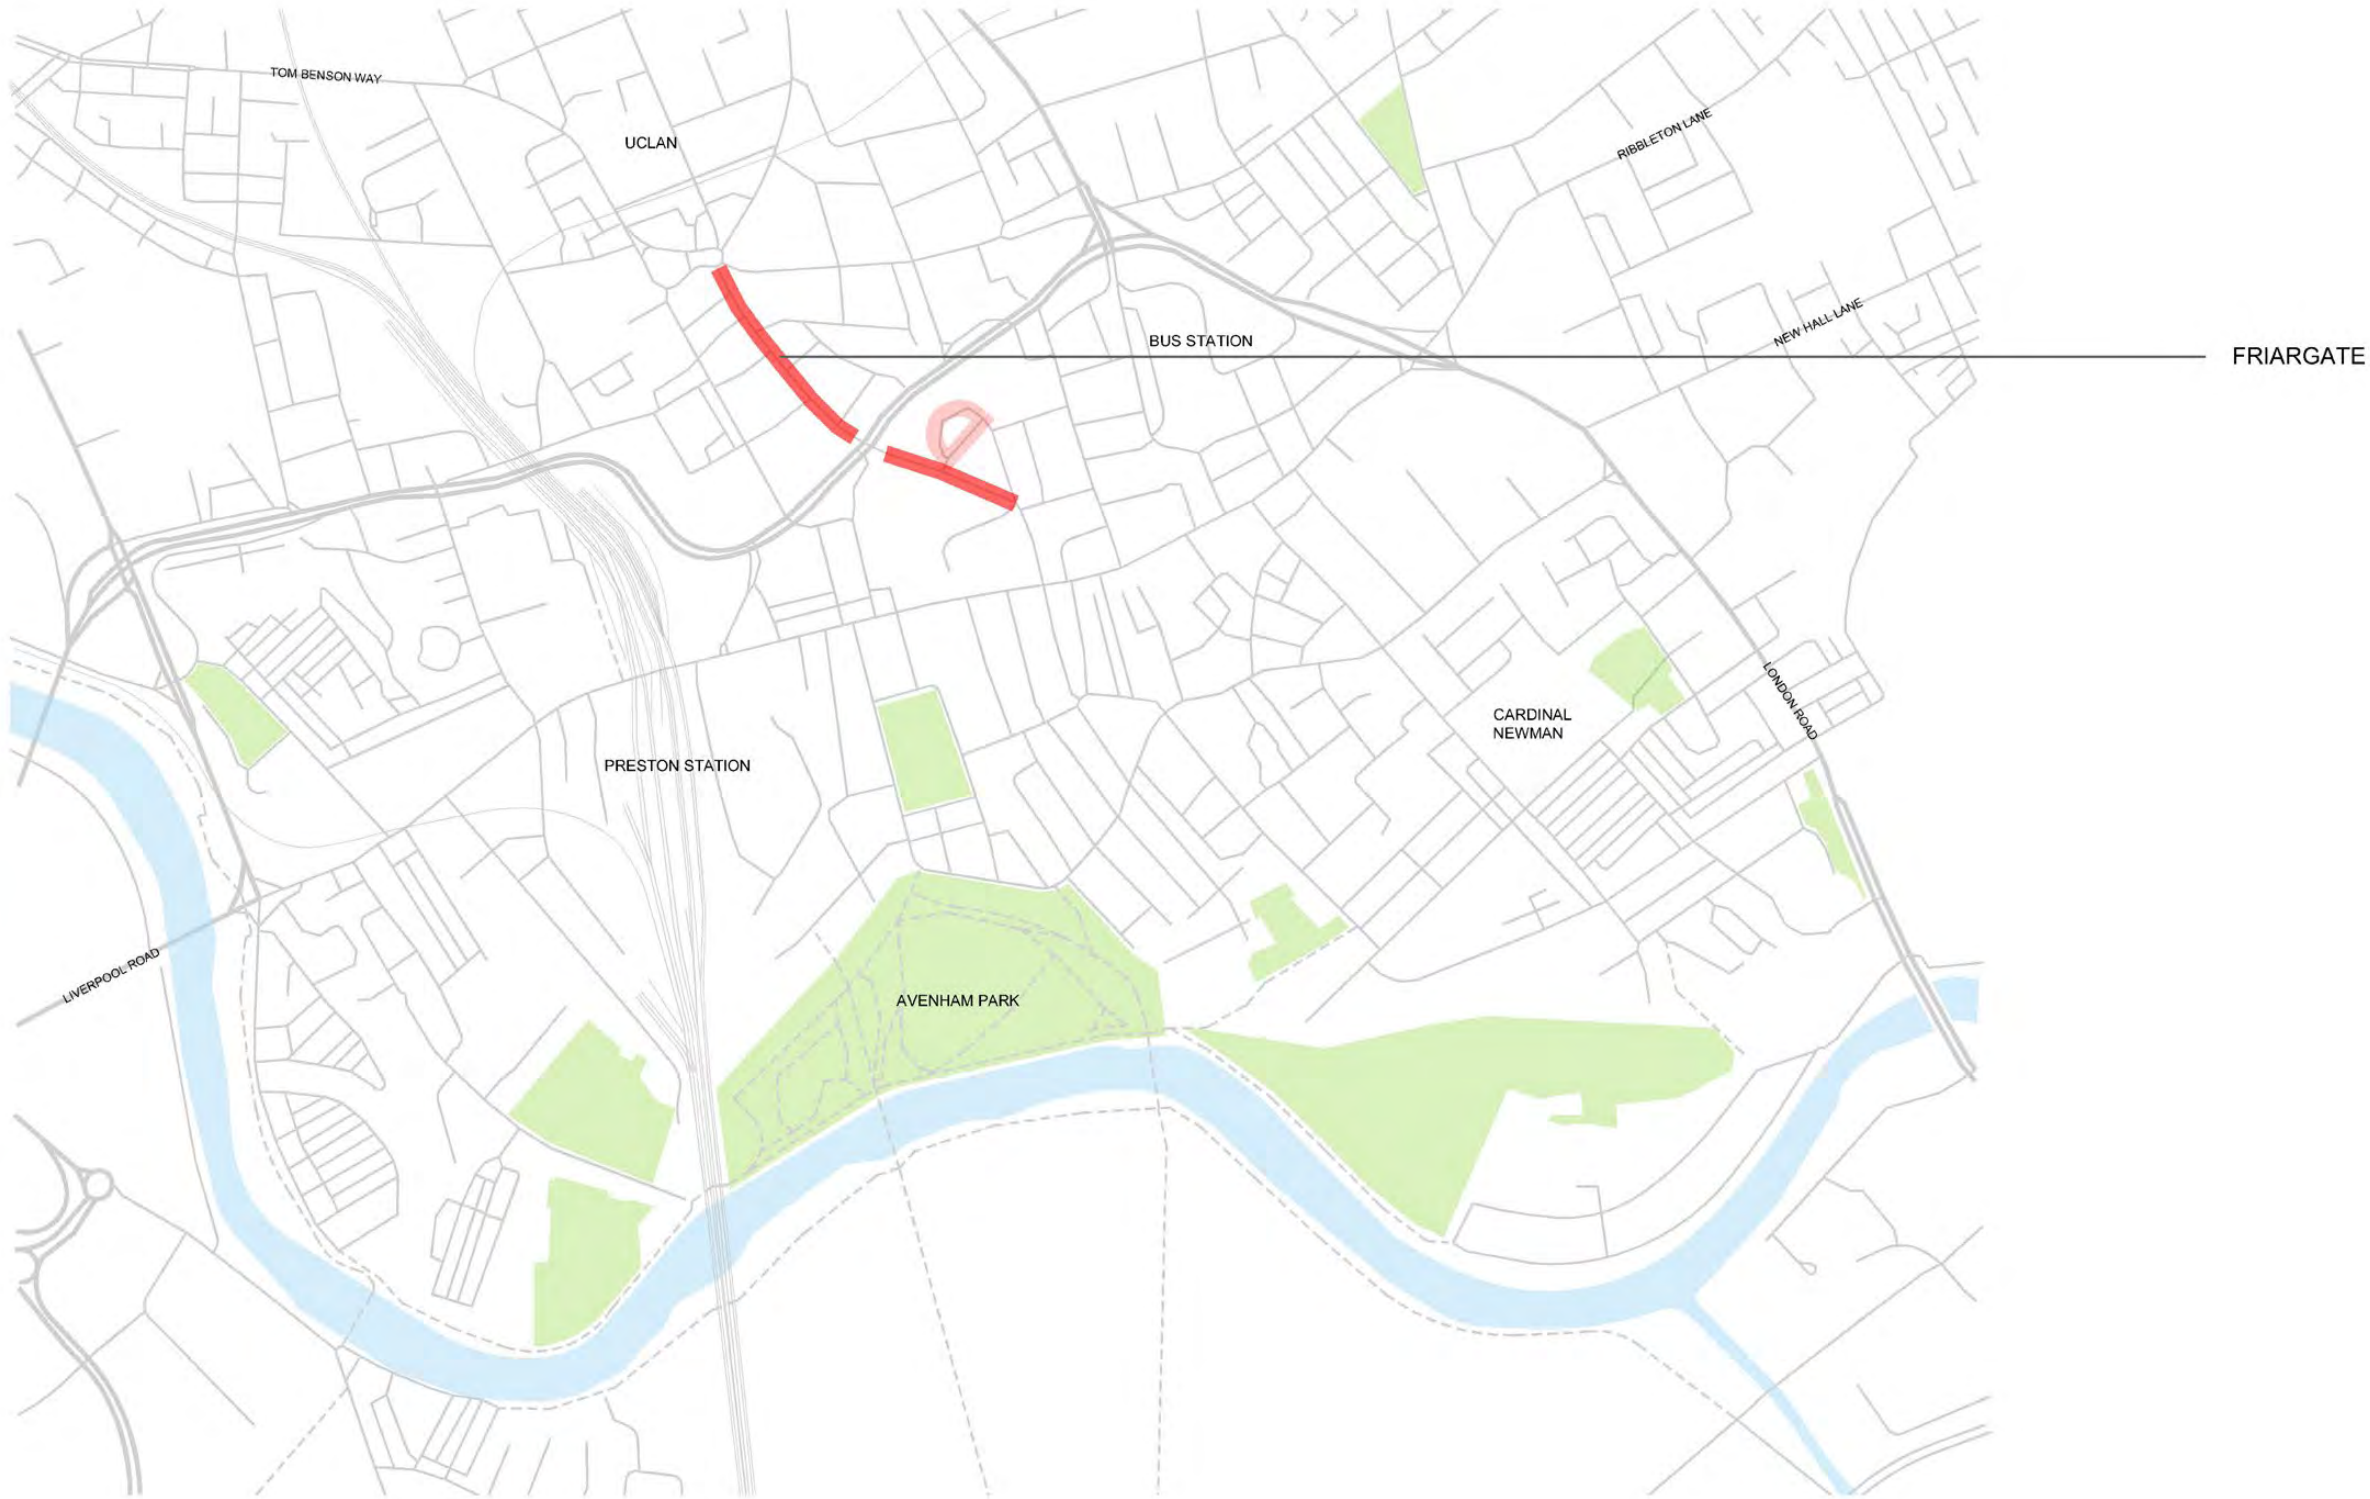 TOM BENSON WAY
UCLAN
RIBBLETON LANE
NEW HALL LANE
BUS STATION
FRIARGATE
LONDON ROAD
CARDINAL
NEWMAN
PRESTON STATION
LIVERPOOL ROAD
AVENHAM PARK